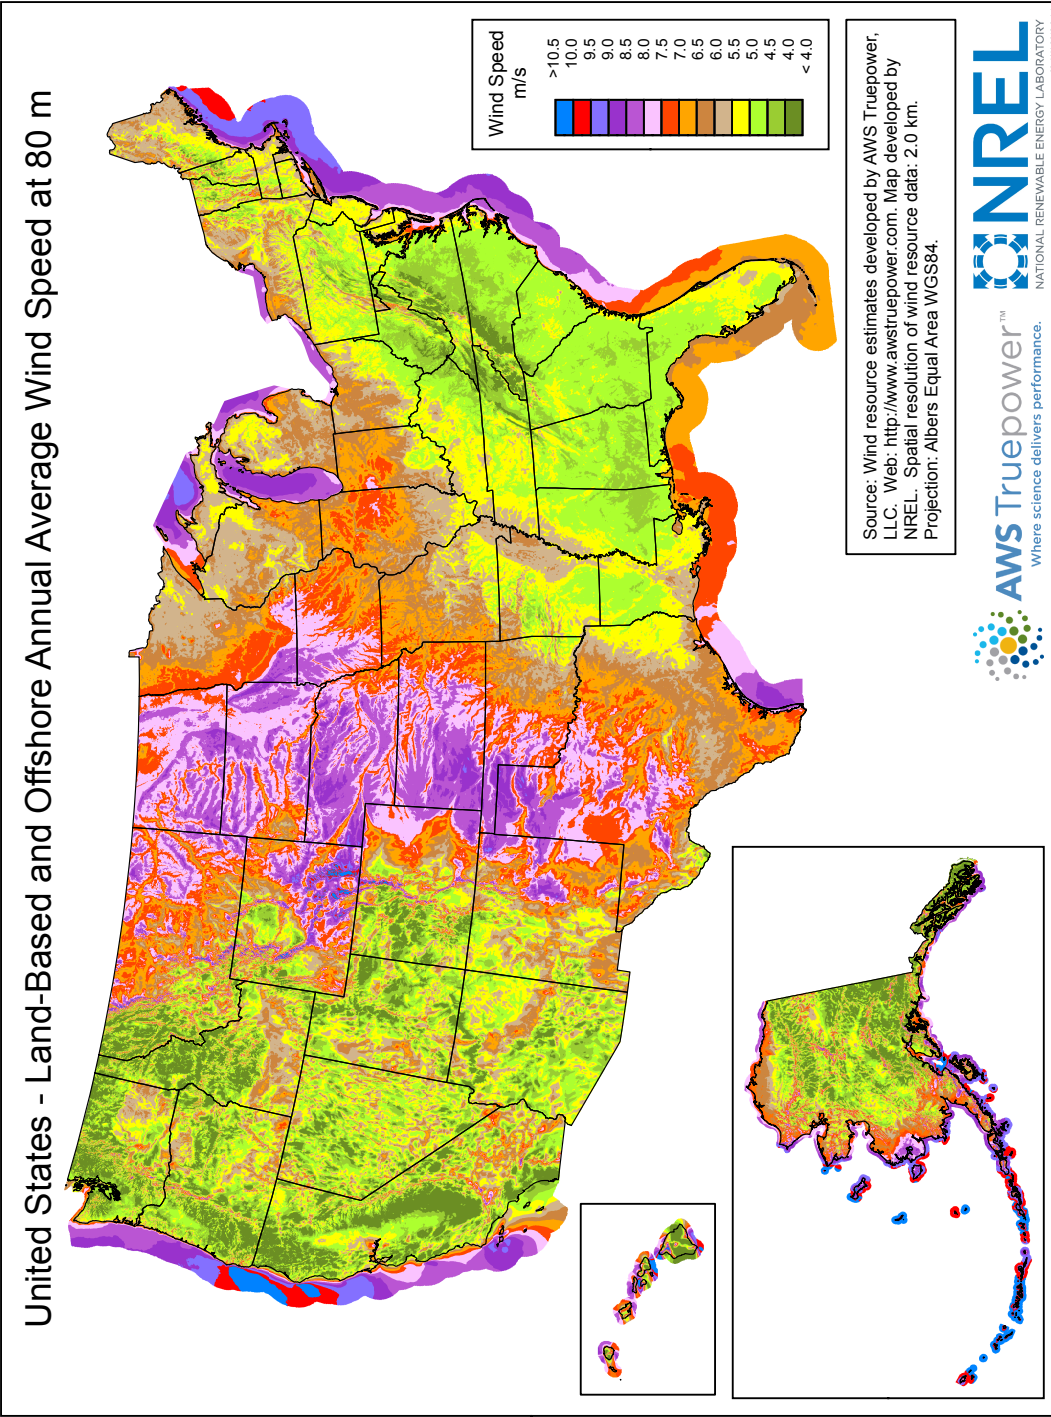 United States - Land-Based and Offshore Annual Average Wind Speed at 80 m
Wind Speed
m/s
>10.5
10.0
9.5
9.0
8.5
8.0
7.5
7.0
6.5
6.0
5.5
5.0
4.5
4.0
< 4.0
Source: Wind resource estimates developed by AWS Truepower,
LLC. Web: http://www.awstruepower.com. Map developed by
NREL. Spatial resolution of wind resource data: 2.0 km.
Projection: Albers Equal Area WGS84.
AWS Truepower™
Where science delivers performance.
NREL
NATIONAL RENEWABLE ENERGY LABORATORY